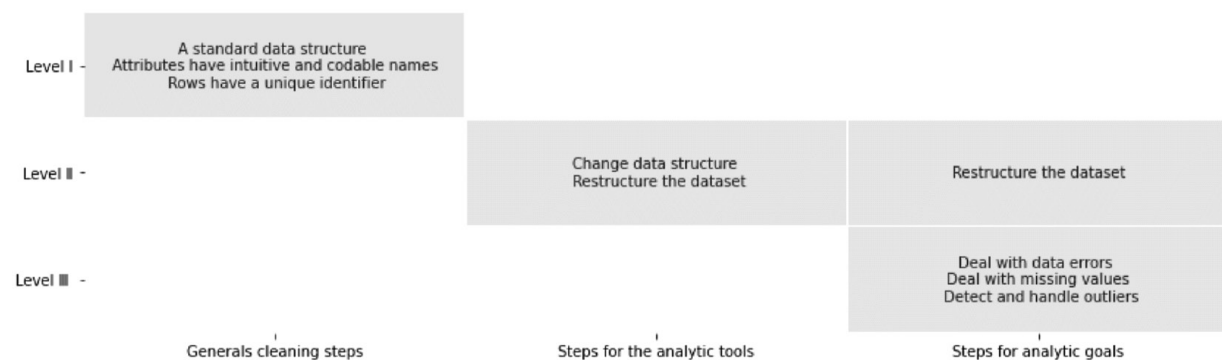 A standard data structure
Attributes have intuitive and codable names
Rows have a unique identifier
Level I
Change data structure
Restructure the dataset
Restructure the dataset
Level II
Deal with data errors
Deal with missing values
Detect and handle outliers
Level III
Generals cleaning steps
Steps for the analytic tools
Steps for analytic goals